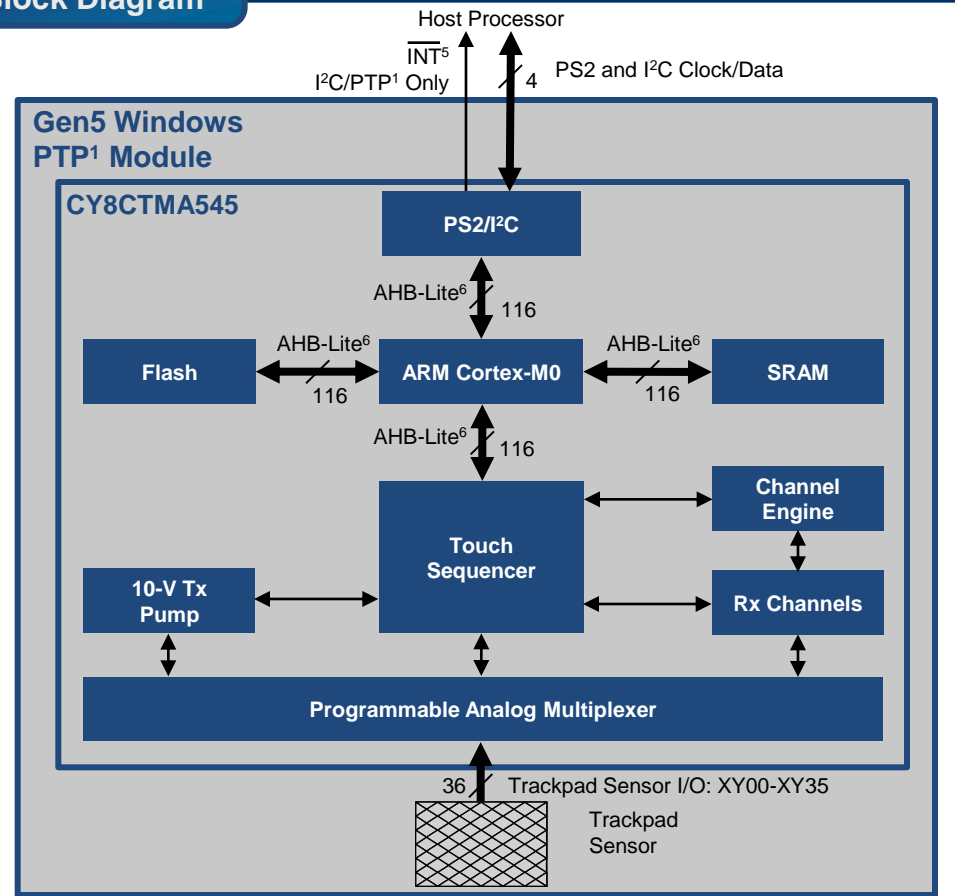 Block Diagram
Host Processor
INT⁵
I²C/PTP¹ Only
4
PS2 and I²C Clock/Data
Gen5 Windows
PTP¹ Module
CY8CTMA545
PS2/I²C
AHB-Lite⁶
116
Flash
AHB-Lite⁶
116
ARM Cortex-M0
AHB-Lite⁶
116
SRAM
AHB-Lite⁶
116
Touch
Sequencer
Channel
Engine
10-V Tx
Pump
Rx Channels
Programmable Analog Multiplexer
36
Trackpad Sensor I/O: XY00-XY35
Trackpad
Sensor